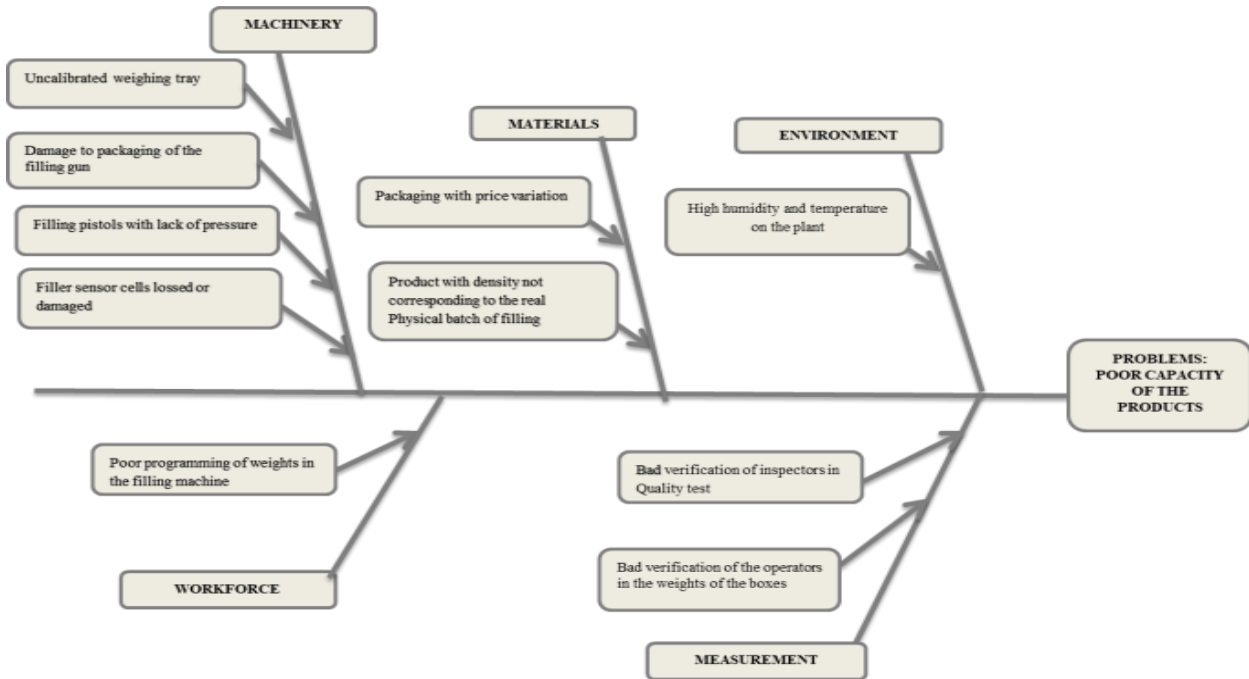 MACHINERY
Uncalibrated weighing tray
Damage to packaging of the
filling gun
Filling pistols with lack of pressure
Filler sensor cells lossed or
damaged
MATERIALS
Packaging with price variation
Product with density not
corresponding to the real
Physical batch of filling
ENVIRONMENT
High humidity and temperature
on the plant
PROBLEMS:
POOR CAPACITY
OF THE
PRODUCTS
Poor programming of weights in
the filling machine
WORKFORCE
Bad verification of inspectors in
Quality test
Bad verification of the operators
in the weights of the boxes
MEASUREMENT